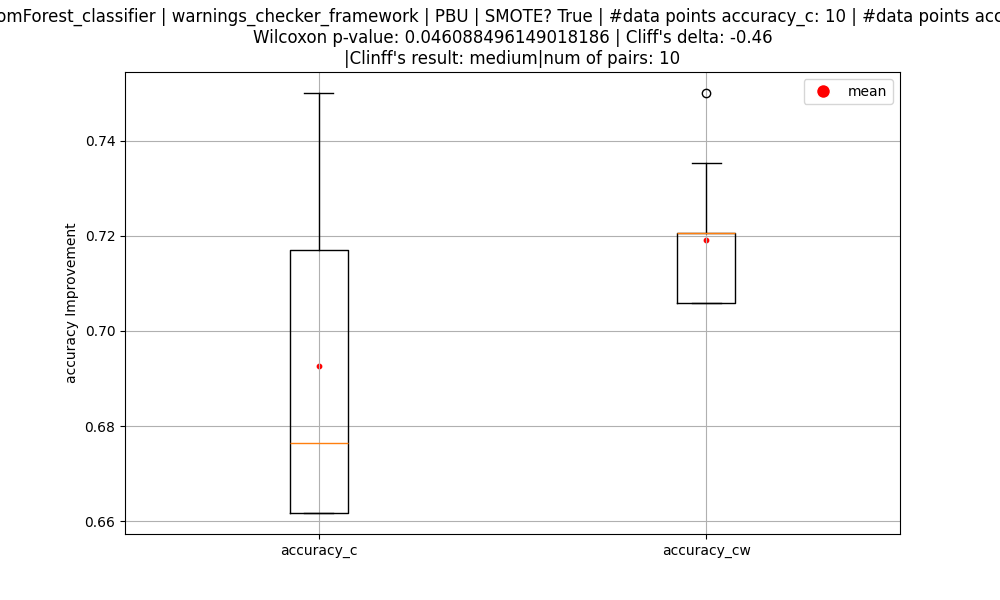 omForest_classifier | warnings_checker_framework | PBU | SMOTE? True | #data points accuracy_c: 10 | #data points acc
Wilcoxon p-value: 0.046088496149018186 | Cliff's delta: -0.46
|Clinff's result: medium|num of pairs: 10
mean
0.74
0.72
0.70
0.68
0.66
accuracy Improvement
accuracy_c
accuracy_cw